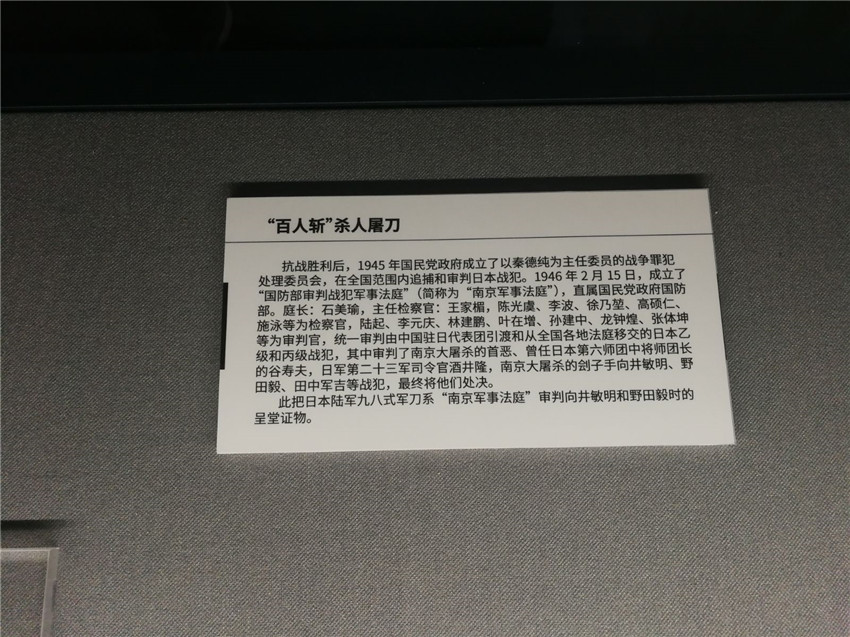 “百人斩”杀人屠刀
抗战胜利后，1945 年国民党政府成立了以秦德纯为主任委员的战争罪犯
处理委员会，在全国范围内追捕和审判日本战犯。1946 年 2 月 15 日，成立了
“国防部审判战犯军事法庭”（简称为“南京军事法庭”），直属国民党政府国防
部。庭长：石美瑜，主任检察官：王家楣，陈光虞、李波、徐乃堃、高硕仁、
施泳等为检察官，陆起、李元庆、林建鹏、叶在增、孙建中、龙钟煌、张体坤
等为审判官，统一审判由中国驻日代表团引渡和从全国各地法庭移交的日本乙
级和丙级战犯，其中审判了南京大屠杀的首恶、曾任日本第六师团中将师团长
的谷寿夫，日军第二十三军司令官酒井隆，南京大屠杀的刽子手向井敏明、野
田毅、田中军吉等战犯，最终将他们处决。
此把日本陆军九八式军刀系“南京军事法庭”审判向井敏明和野田毅时的
呈堂证物。